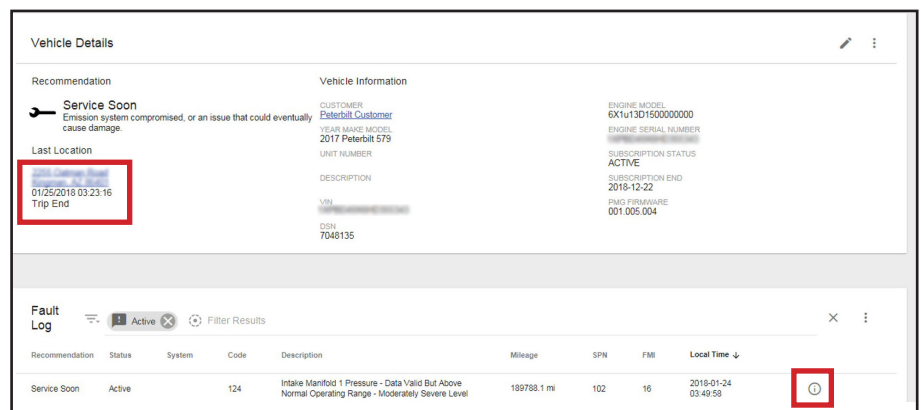 Vehicle Details
Recommendation
Service Soon
Emission system compromised, or an issue that could eventually
cause damage.
Last Location
01/25/2018 03:23:16
Trip End
Vehicle Information
CUSTOMER
Peterbilt Customer
YEAR MAKE MODEL
2017 Peterbilt 579
UNIT NUMBER
DESCRIPTION
VIN
DSN
7048135
ENGINE MODEL
6X1u13D1500000000
ENGINE SERIAL NUMBER
SUBSCRIPTION STATUS
ACTIVE
SUBSCRIPTION END
2018-12-22
PMG FIRMWARE
001.005.004
Fault
Log
Active
Filter Results
Recommendation Status System Code Description Mileage SPN FMI Local Time
Service Soon Active 124 Intake Manifold 1 Pressure - Data Valid But Above 189788.1 mi 102 16 2018-01-24
Normal Operating Range - Moderately Severe Level 03:49:58